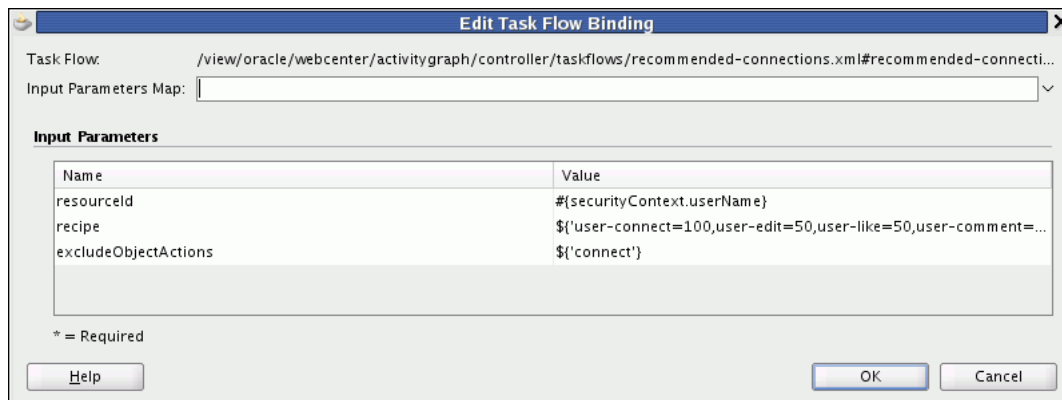 Edit Task Flow Binding
Task Flow: /view/oracle/webcenter/activitygraph/controller/taskflows/recommended-connections.xml#recommended-connecti...
Input Parameters Map:
Input Parameters
Name Value
resourceId #{securityContext.userName}
recipe ${'user-connect=100,user-edit=50,user-like=50,user-comment=...
excludeObjectActions ${'connect'}
* = Required
Help OK Cancel